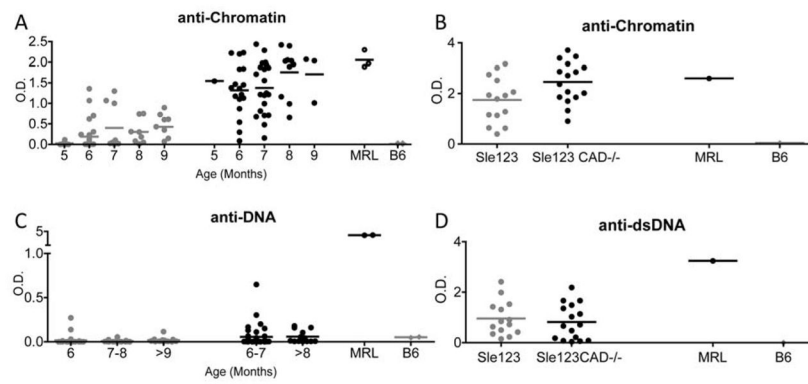 A
anti-Chromatin
O.D.
2.5
2.0
1.5
1.0
0.5
0.0
5 6 7 8 9 5 6 7 8 9 MRL B6
Age (Months)
B
anti-Chromatin
O.D.
4
2
0
Sle123 Sle123 CAD-/- MRL B6
C
anti-DNA
O.D.
5
1.0
0.5
0.0
6 7-8 >9 6-7 >8 MRL B6
Age (Months)
D
anti-dsDNA
O.D.
4
2
0
Sle123 Sle123CAD-/- MRL B6